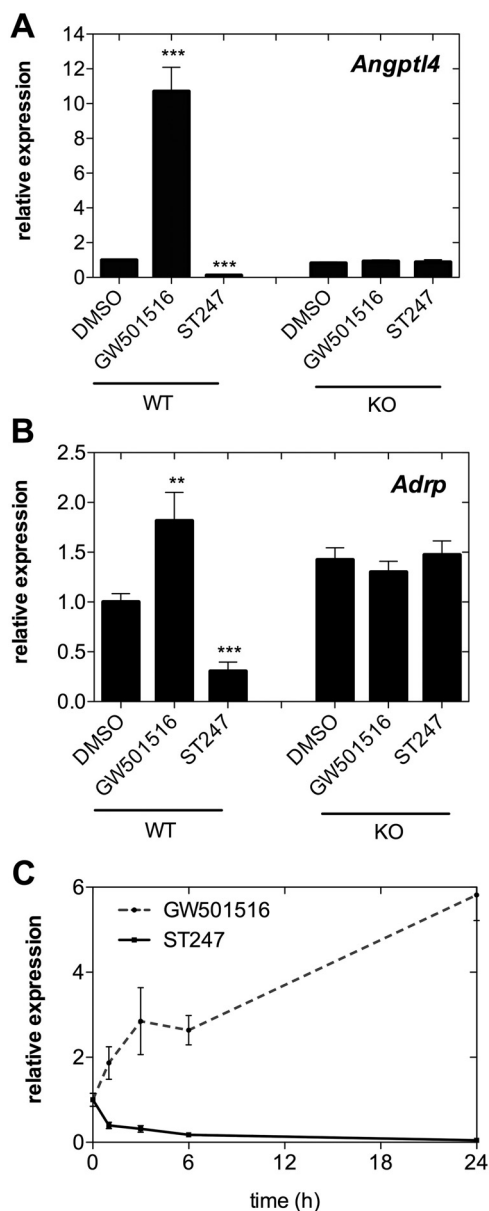 A
14
12
10
8
6
4
2
0
relative expression
***
***
Angptl4
DMSO
GW501516
ST247
DMSO
GW501516
ST247
WT
KO
B
2.5
2.0
1.5
1.0
0.5
0.0
relative expression
**
***
Adrp
DMSO
GW501516
ST247
DMSO
GW501516
ST247
WT
KO
C
6
4
2
0
relative expression
GW501516
ST247
0
6
12
18
24
time (h)